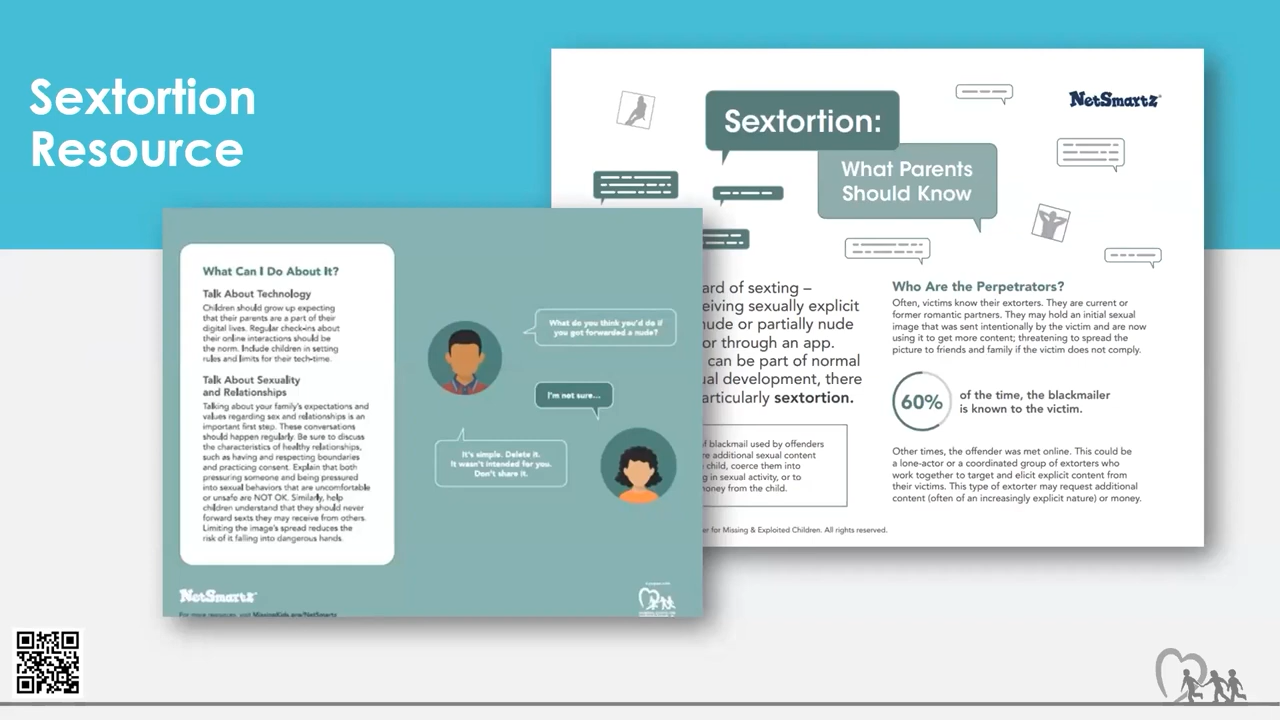 Sextortion
Resource
NetSmartz
Sextortion:
What Parents
Should Know
ard of sexting –
eiving sexually explicit
nude or partially nude
or through an app.
can be part of normal
ual development, there
articularly sextortion.
f blackmail used by offenders
re additional sexual content
child, coerce them into
g in sexual activity, or to
oney from the child.
er for Missing & Exploited Children. All rights reserved.
Who Are the Perpetrators?
Often, victims know their extorters. They are current or
former romantic partners. They may hold an initial sexual
image that was sent intentionally by the victim and are now
using it to get more content; threatening to spread the
picture to friends and family if the victim does not comply.
60%
of the time, the blackmailer
is known to the victim.
Other times, the offender was met online. This could be
a lone-actor or a coordinated group of extorters who
work together to target and elicit explicit content from
their victims. This type of extorter may request additional
content (often of an increasingly explicit nature) or money.
What Can I Do About It?
Talk About Technology
Children should grow up expecting
that their parents are a part of their
digital lives. Regular check-ins about
their online interactions should be
the norm. Include children in setting
rules and limits for their tech-time.
Talk About Sexuality
and Relationships
Talking about your family's expectations and
values regarding sex and relationships is an
important first step. These conversations
should happen regularly. Be sure to discuss
the characteristics of healthy relationships,
such as having and respecting boundaries
and practicing consent. Explain that both
pressuring someone and being pressured
into sexual behaviors that are uncomfortable
or unsafe are NOT OK. Similarly, help
children understand that they should never
forward sexts they may receive from others.
Limiting the image's spread reduces the
risk of it falling into dangerous hands.
What do you think you'd do if
you got forwarded a nude?
I'm not sure...
It's simple. Delete it.
It wasn't intended for you.
Don't share it.
NetSmartz
For more resources, visit MissingKids.org/NetSmartz